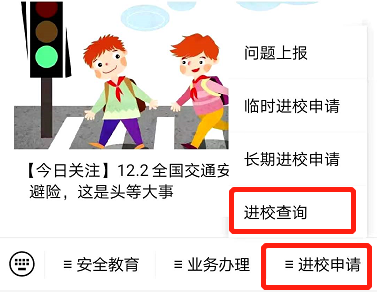 问题上报
临时进校申请
长期进校申请
进校查询
【今日关注】12.2全国交通安
避险，这是头等大事
≡ 安全教育
≡ 业务办理
≡ 进校申请